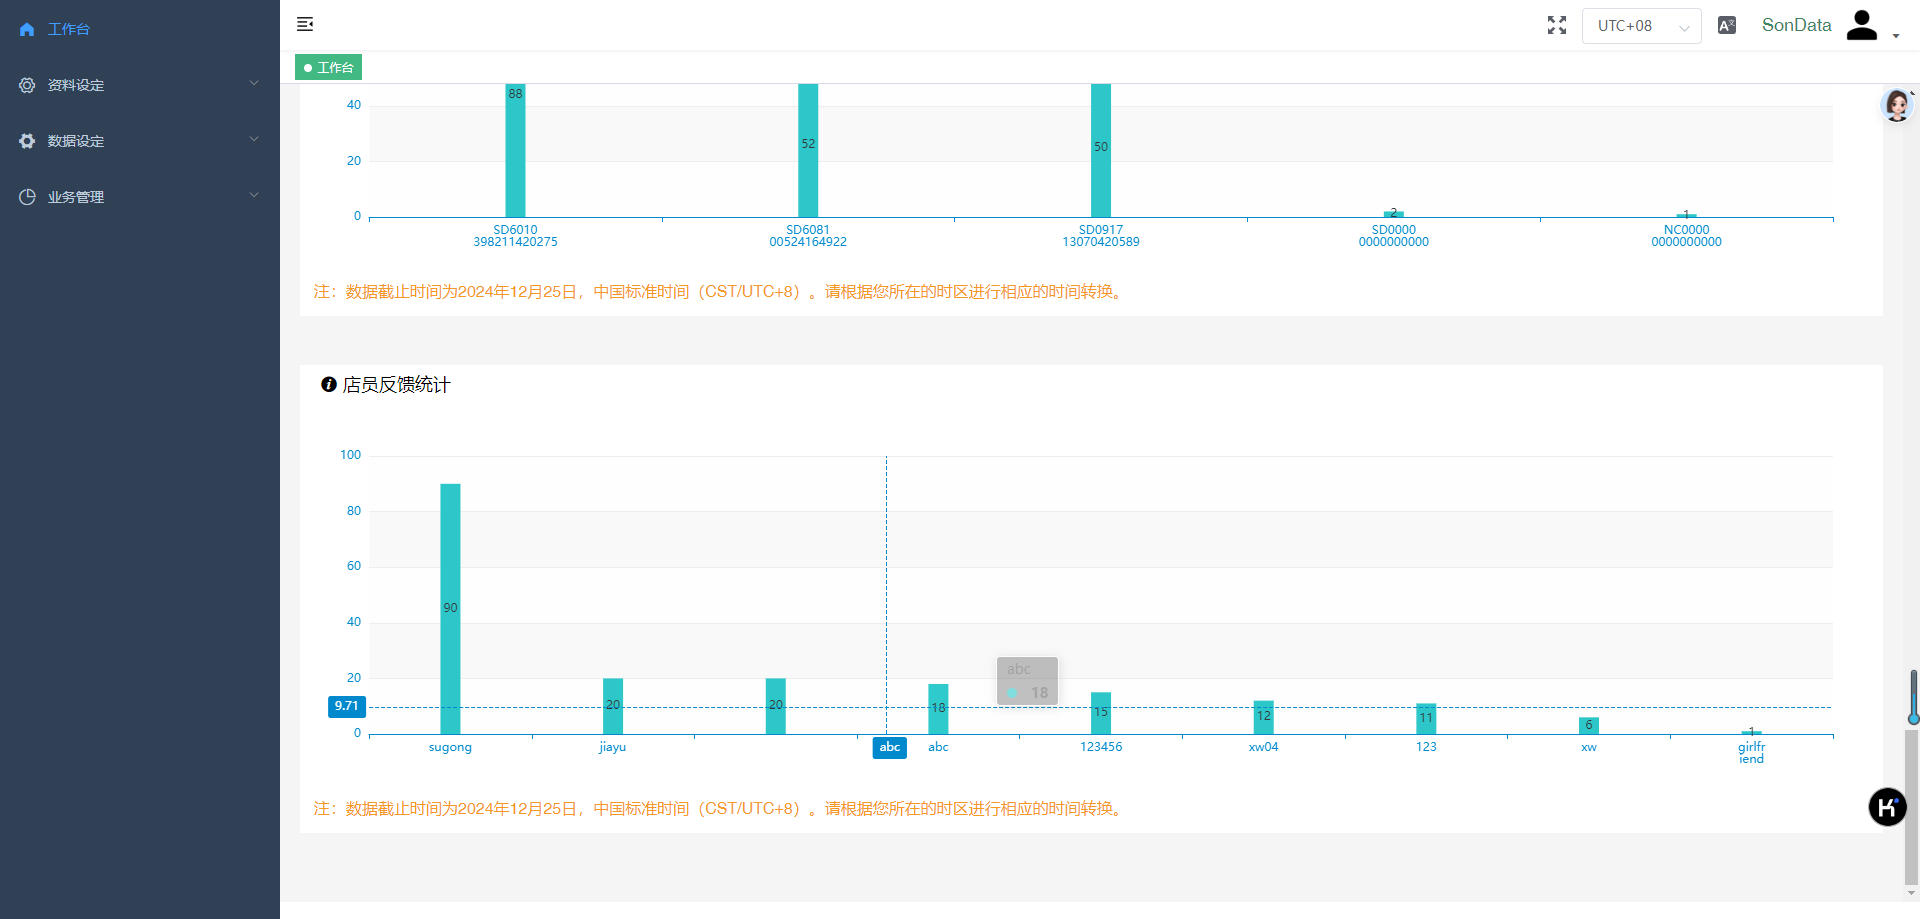 工作台
资料设定
数据设定
业务管理
UTC+08
SonData
工作台
40
20
0
88
52
50
2
1
SD6010
398211420275
SD6081
00524164922
SD0917
13070420589
SD0000
0000000000
NC0000
0000000000
注：数据截止时间为2024年12月25日，中国标准时间（CST/UTC+8）。请根据您所在的时区进行相应的时间转换。
店员反馈统计
100
80
60
40
20
0
9.71
90
20
20
18
15
12
11
6
1
abc
18
sugong
jiayu
abc
abc
123456
xw04
123
xw
girlfr
iend
注：数据截止时间为2024年12月25日，中国标准时间（CST/UTC+8）。请根据您所在的时区进行相应的时间转换。